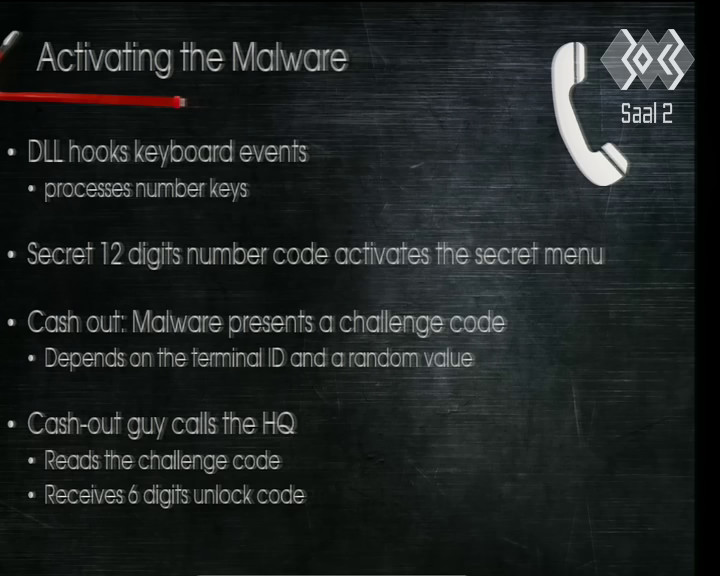 Activating the Malware
30C3
Saal 2
• DLL hooks keyboard events
• processes number keys
• Secret 12 digits number code activates the secret menu
• Cash out: Malware presents a challenge code
• Depends on the terminal ID and a random value
• Cash-out guy calls the HQ
• Reads the challenge code
• Receives 6 digits unlock code